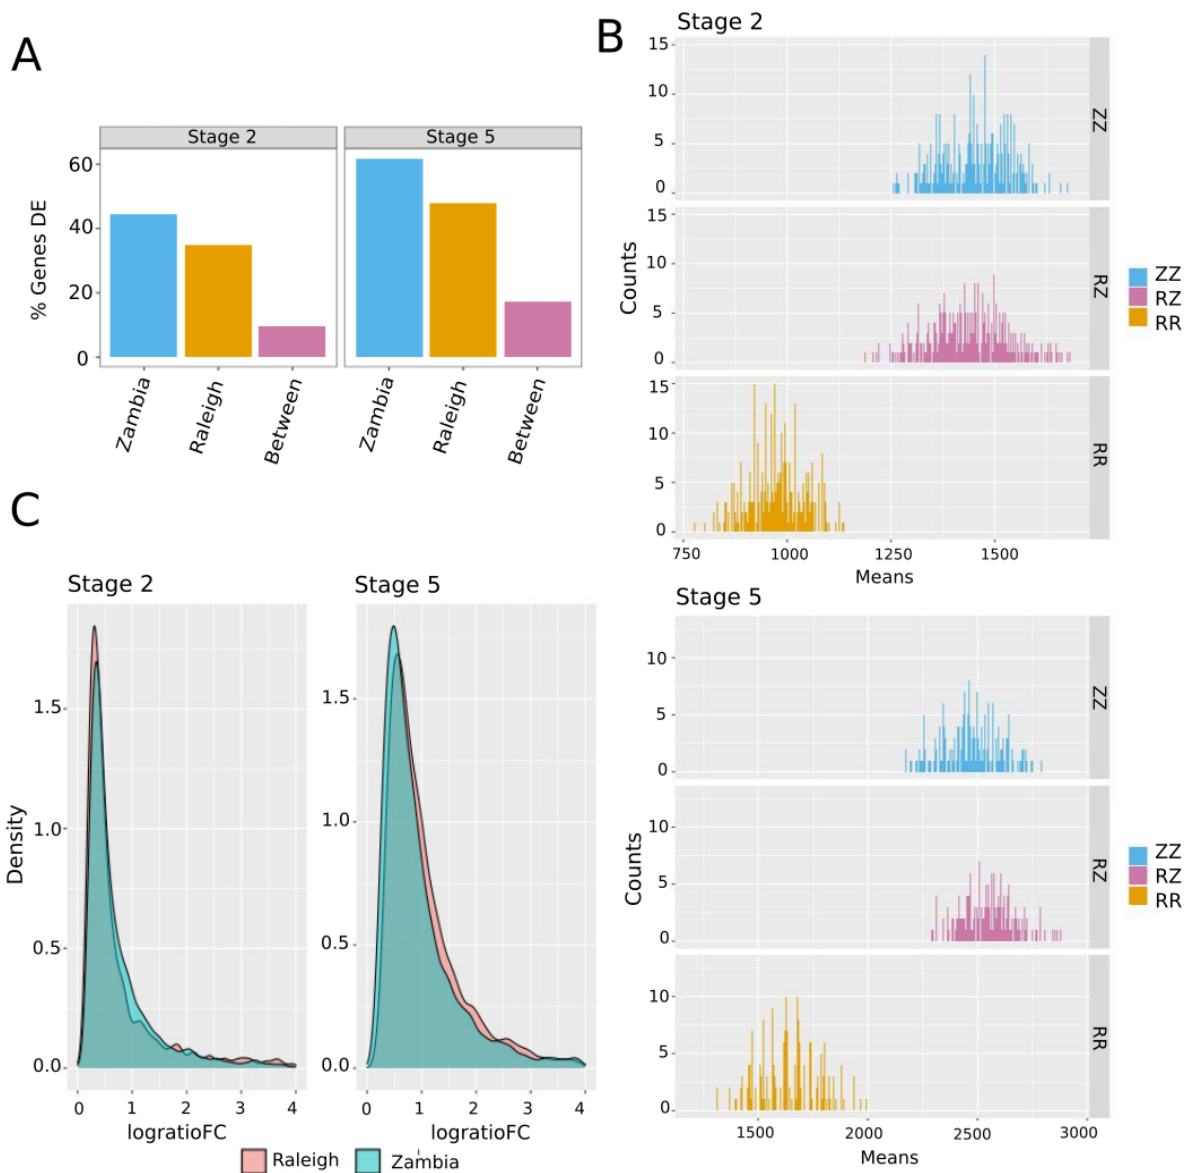 A
Stage 2
Stage 5
% Genes DE
60
40
20
0
Zambia
Raleigh
Between
Zambia
Raleigh
Between
B
Stage 2
Counts
15
10
5
0
ZZ
15
10
5
0
RZ
15
10
5
0
RR
750
1000
1250
1500
Means
ZZ
RZ
RR
Stage 5
Counts
10
5
0
ZZ
10
5
0
RZ
10
5
0
RR
1500
2000
2500
3000
Means
ZZ
RZ
RR
C
Stage 2
Density
1.5
1.0
0.5
0.0
0
1
2
3
4
logratioFC
Stage 5
1.5
1.0
0.5
0.0
0
1
2
3
4
logratioFC
Raleigh
Zambia